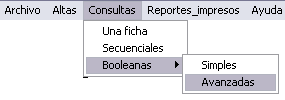 Archivo Altas Consultas Reportes_impresos Ayuda
Una ficha
Secuenciales
Booleanas
Simples
Avanzadas